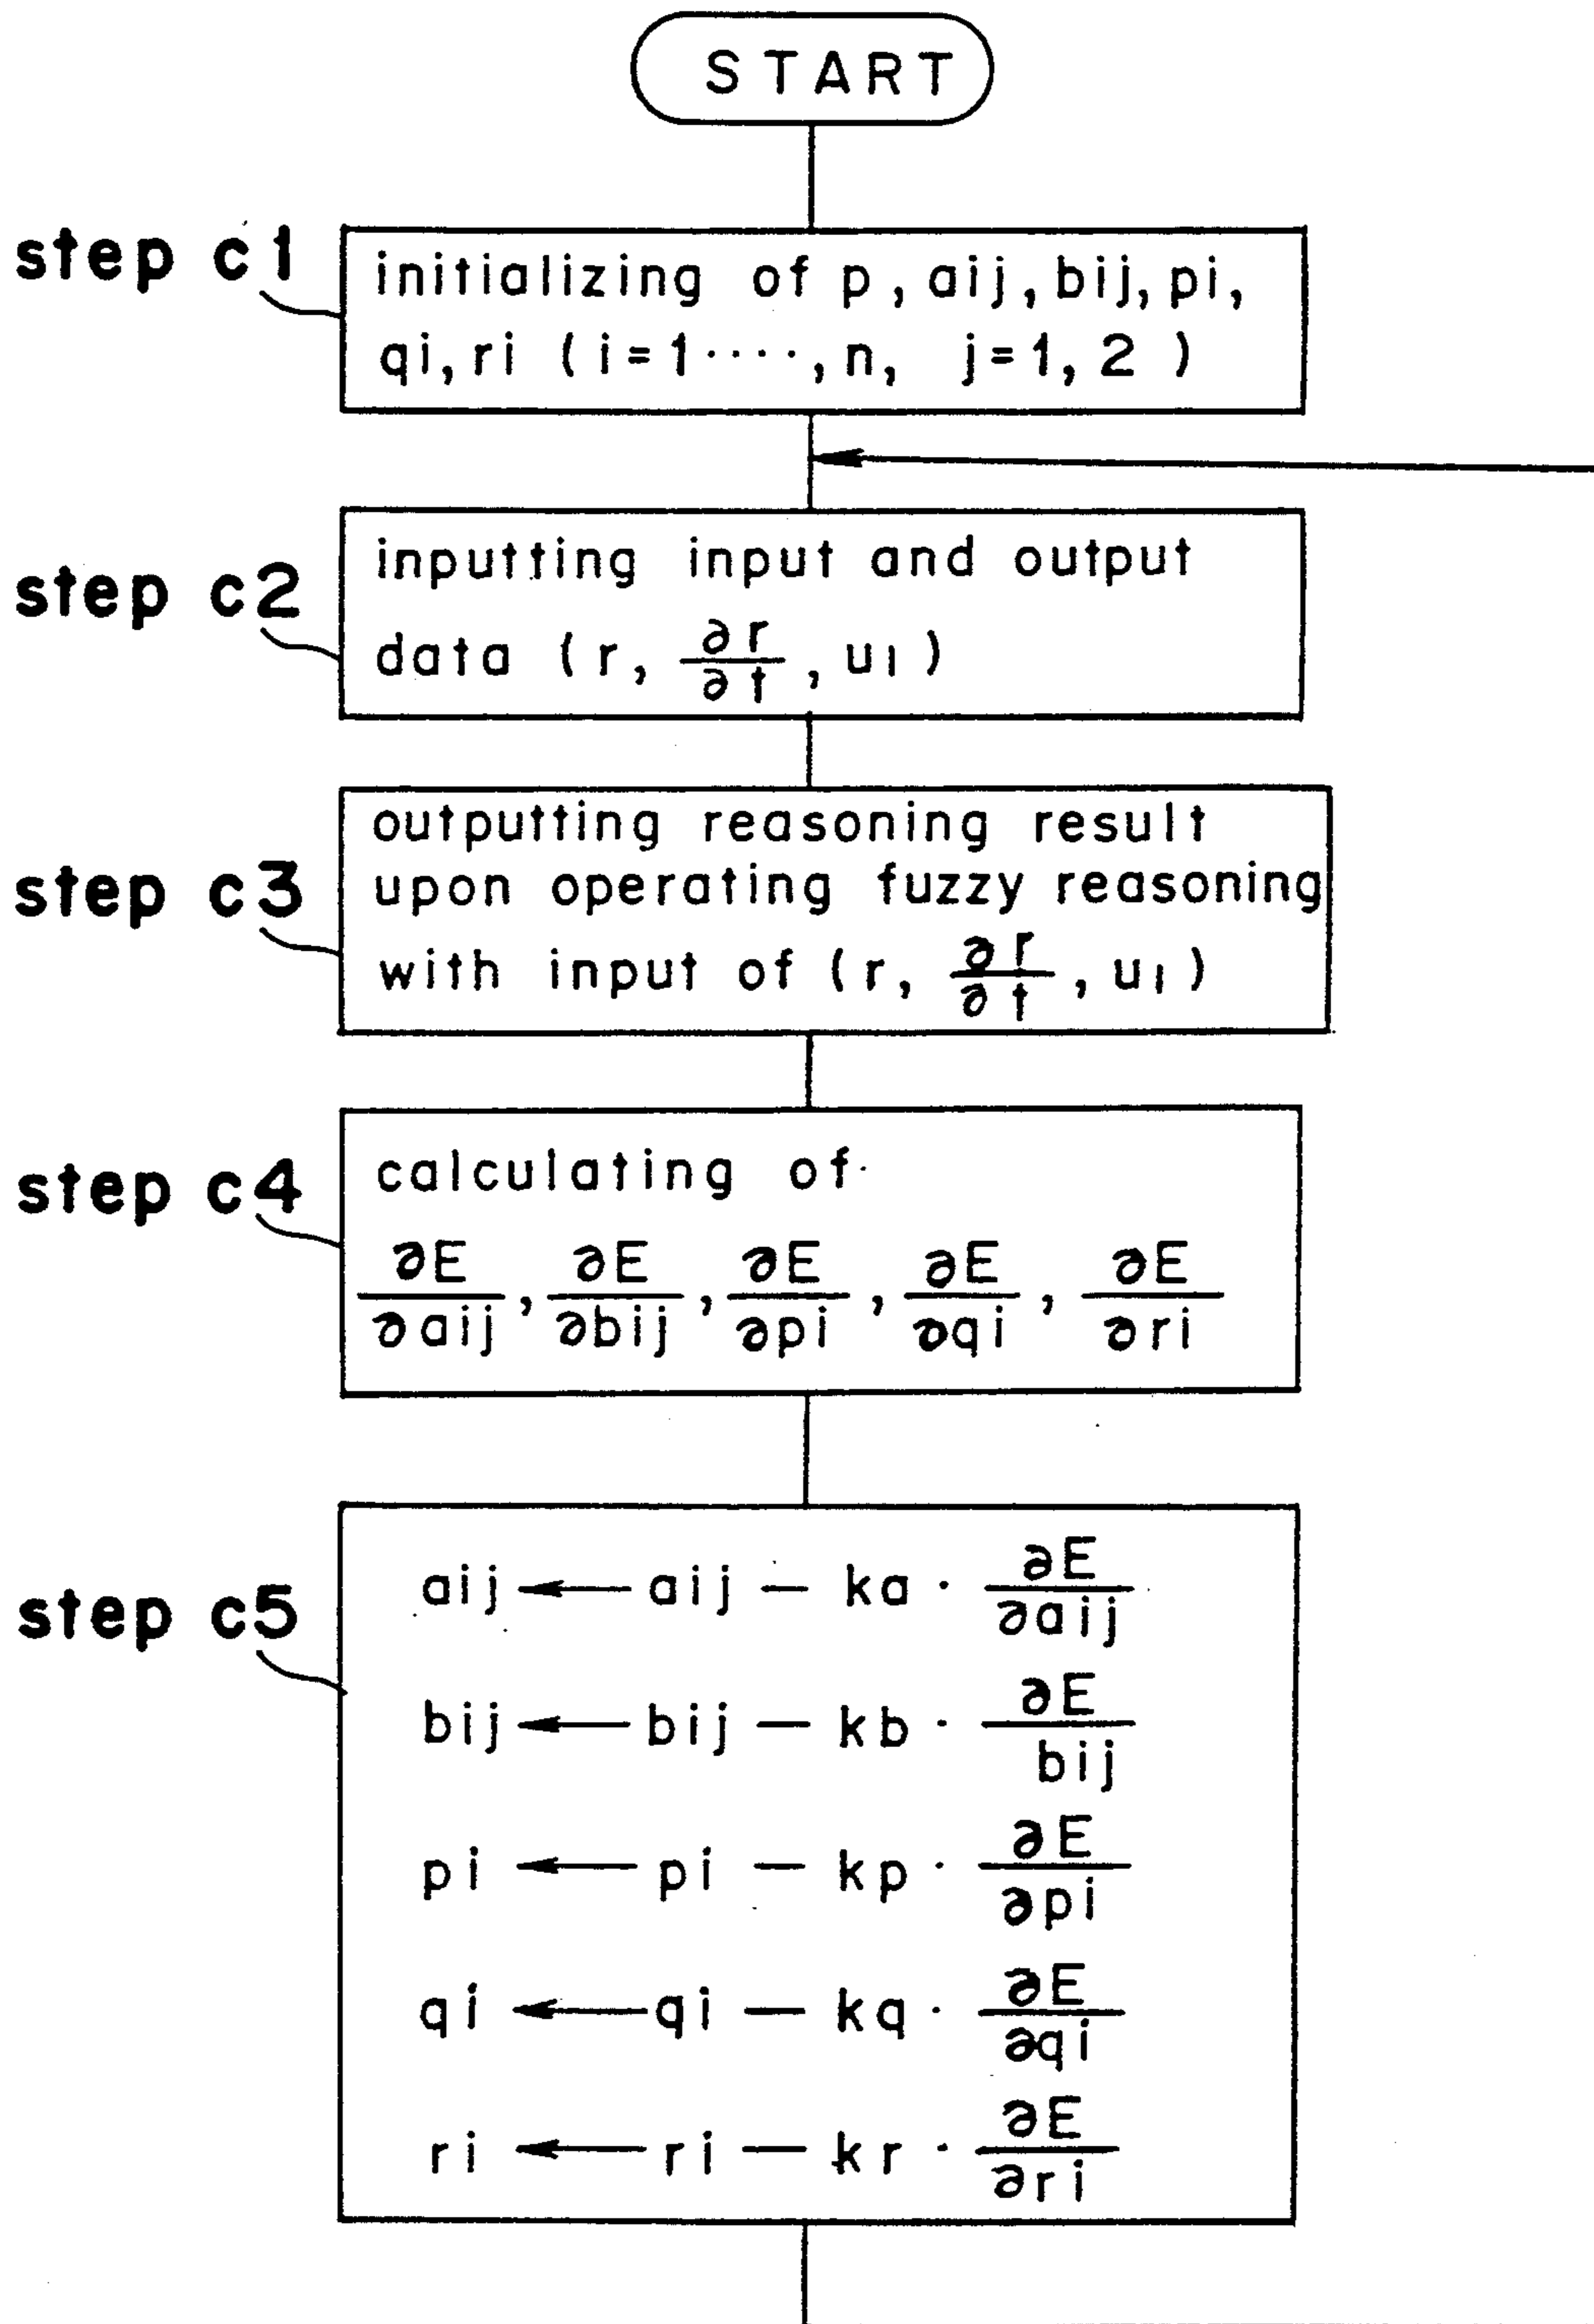 START
step c1
initializing of p, aij, bij, pi,
qi, ri ( i=1····, n, j=1, 2 )
step c2
inputting input and output
data ( r, ∂r/∂t, u1 )
step c3
outputting reasoning result
upon operating fuzzy reasoning
with input of ( r, ∂r/∂t, u1 )
step c4
calculating of
∂E/∂aij, ∂E/∂bij, ∂E/∂pi, ∂E/∂qi, ∂E/∂ri
step c5
aij ← aij — ka · ∂E/∂aij
bij ← bij — kb · ∂E/bij
pi ← pi — kp · ∂E/∂pi
qi ← qi — kq · ∂E/∂qi
ri ← ri — kr · ∂E/∂ri